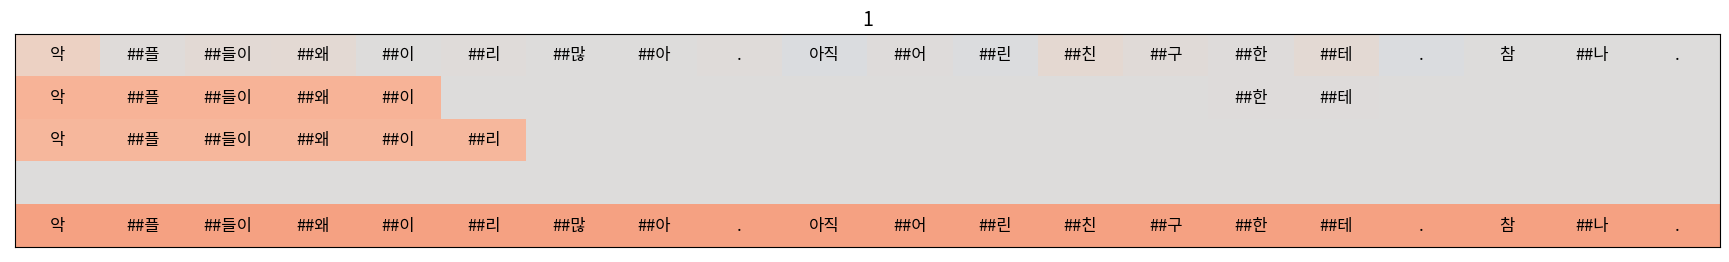 1
악 ##플 ##들이 ##왜 ##이 ##리 ##많 ##아 . 아직 ##어 ##린 ##친 ##구 ##한 ##테 . 참 ##나 .
악 ##플 ##들이 ##왜 ##이 ##한 ##테
악 ##플 ##들이 ##왜 ##이 ##리
악 ##플 ##들이 ##왜 ##이 ##리 ##많 ##아 . 아직 ##어 ##린 ##친 ##구 ##한 ##테 . 참 ##나 .